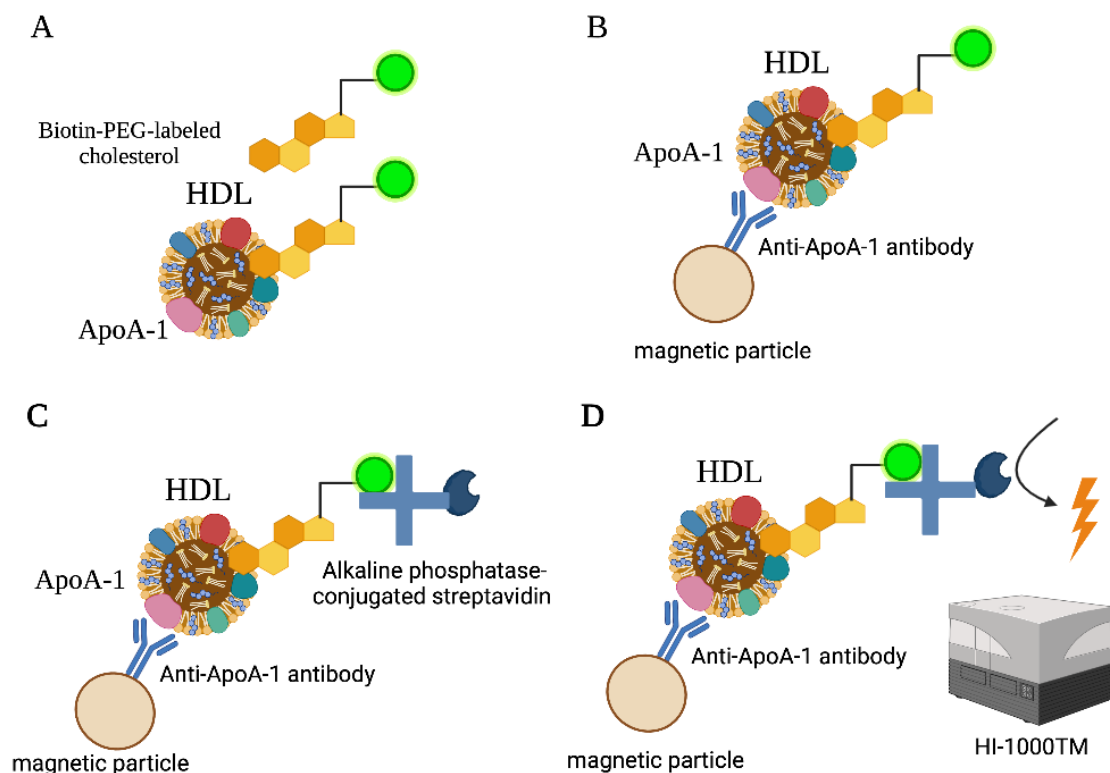 A
Biotin-PEG-labeled
cholesterol
HDL
ApoA-1
B
HDL
ApoA-1
Anti-ApoA-1 antibody
magnetic particle
C
HDL
ApoA-1
Alkaline phosphatase-
conjugated streptavidin
Anti-ApoA-1 antibody
magnetic particle
D
HDL
Anti-ApoA-1 antibody
magnetic particle
HI-1000TM